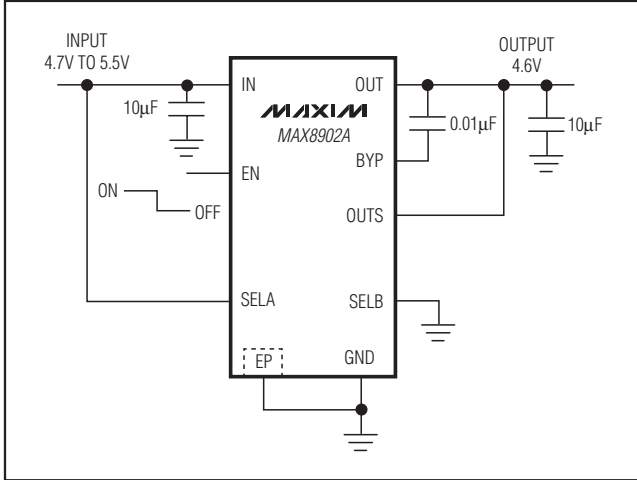 INPUT
4.7V TO 5.5V
OUTPUT
4.6V
IN
OUT
10µF
MAXIM
MAX8902A
0.01µF
10µF
BYP
EN
ON
OFF
OUTS
SELA
SELB
EP
GND